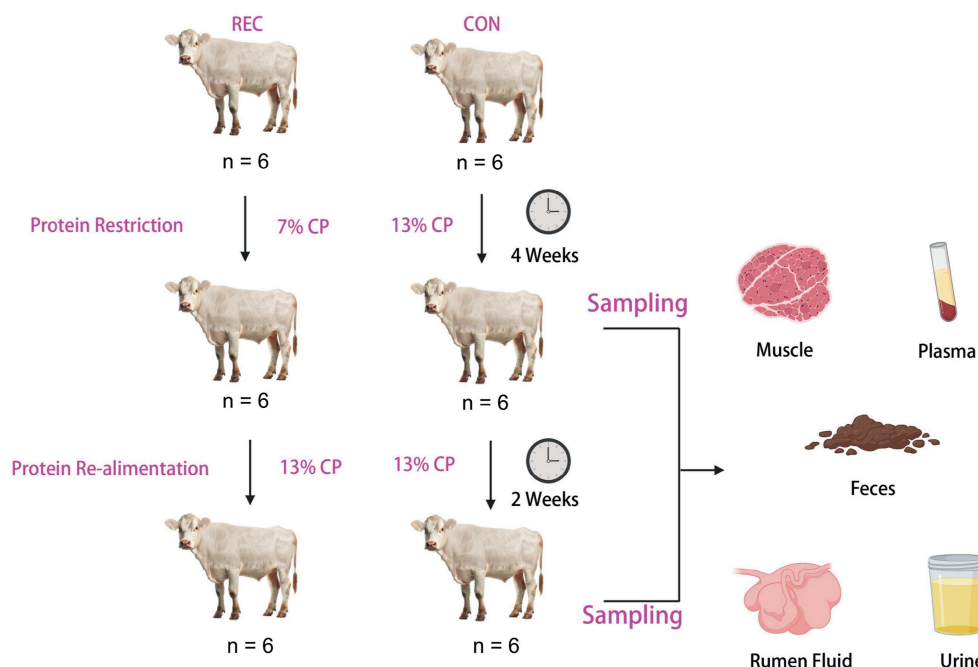 REC
CON
n = 6
n = 6
Protein Restriction
7% CP
13% CP
4 Weeks
Sampling
Muscle
Plasma
n = 6
n = 6
Protein Re-alimentation
13% CP
13% CP
2 Weeks
Feces
Sampling
n = 6
n = 6
Rumen Fluid
Urine